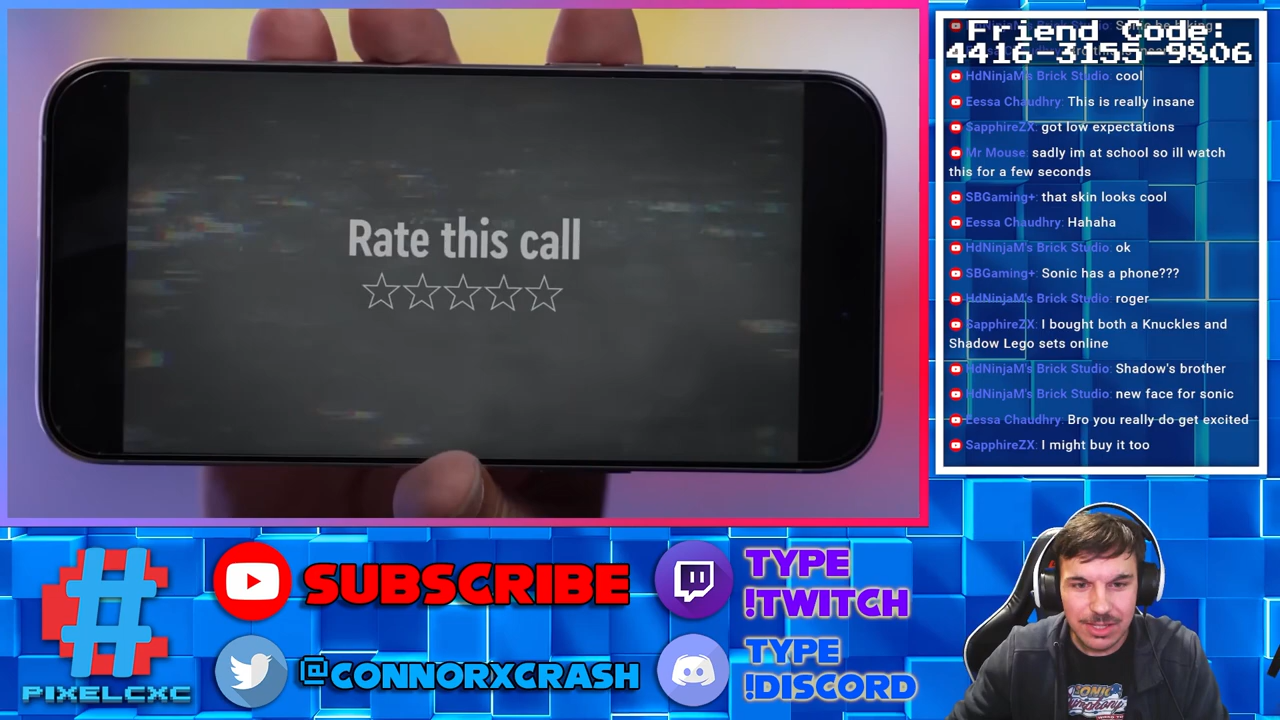 Rate this call
Friend Code:
4416-3155-9806
HdNinjaM's Brick Studio: cool
Eessa Chaudhry: This is really insane
SapphireZX: got low expectations
Mr Mouse: sadly im at school so ill watch
this for a few seconds
SBGaming+: that skin looks cool
Eessa Chaudhry: Hahaha
HdNinjaM's Brick Studio: ok
SBGaming+: Sonic has a phone???
HdNinjaM's Brick Studio: roger
SapphireZX: I bought both a Knuckles and
Shadow Lego sets online
HdNinjaM's Brick Studio: Shadow's brother
HdNinjaM's Brick Studio: new face for sonic
Eessa Chaudhry: Bro you really do get excited
SapphireZX: I might buy it too
#
PIXELCXC
SUBSCRIBE
@CONNORXCRASH
TYPE
!TWITCH
TYPE
!DISCORD
SONIC
Symphony